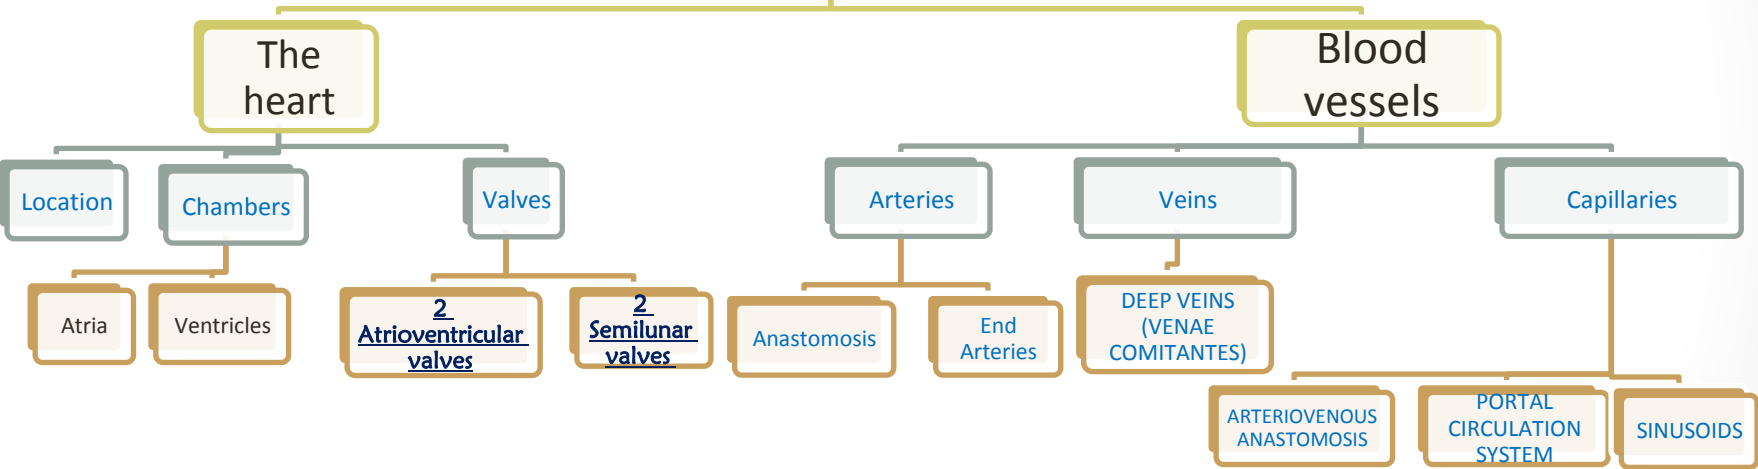 The
heart
Blood
vessels
Location
Chambers
Valves
Arteries
Veins
Capillaries
Atria
Ventricles
2
Atrioventricular
valves
2
Semilunar
valves
Anastomosis
End
Arteries
DEEP VEINS
(VENAE
COMITANTES)
ARTERIOVENOUS
ANASTOMOSIS
PORTAL
CIRCULATION
SYSTEM
SINUSOIDS